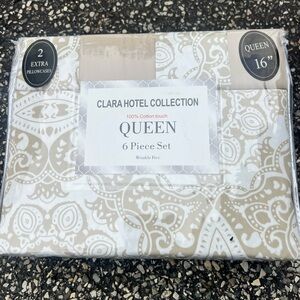 2
EXTRA
PILLOWCASES
QUEEN
16"
CLARA HOTEL COLLECTION
100% Cotton touch
QUEEN
6 Piece Set
Wrinkle Free